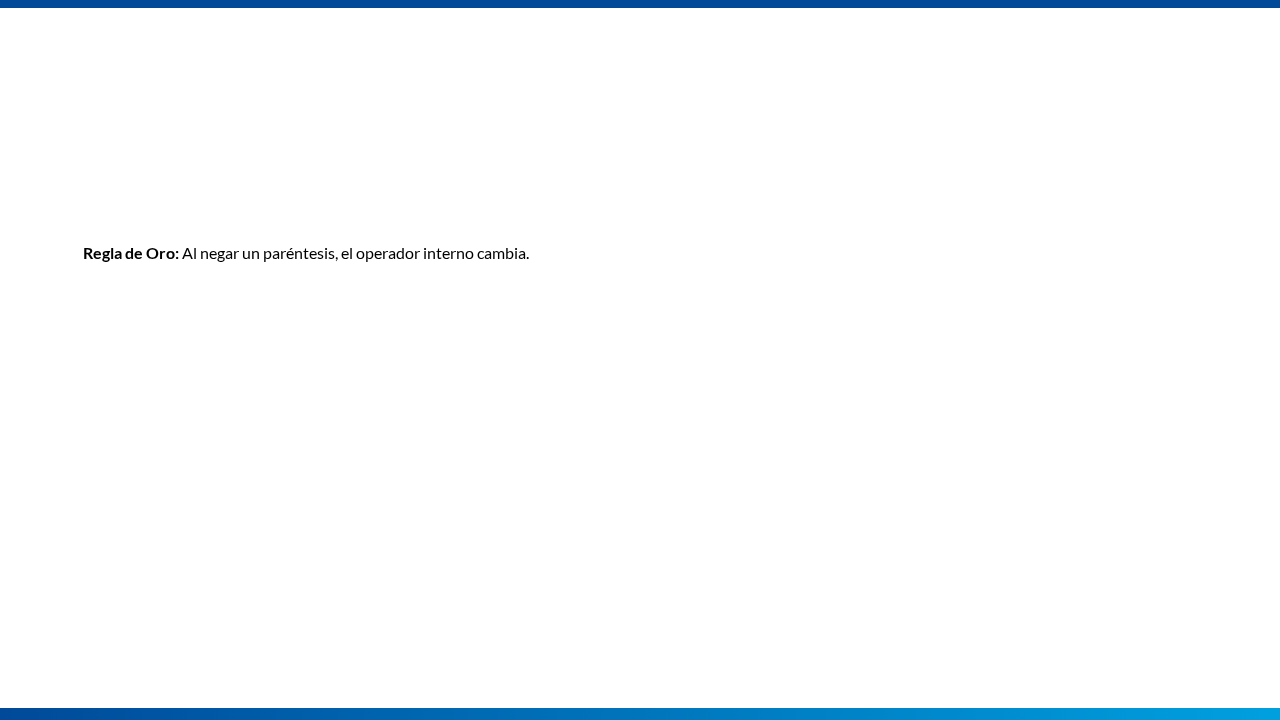 Regla de Oro: Al negar un paréntesis, el operador interno cambia.